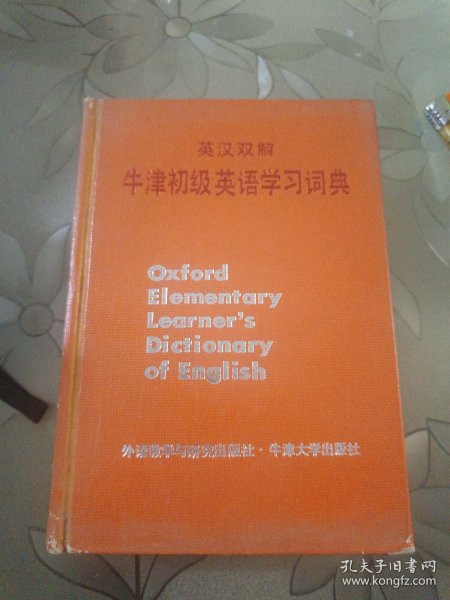 英汉双解
牛津初级英语学习词典
Oxford
Elementary
Learner's
Dictionary
of English
外语教学与研究出版社·牛津大学出版社
孔夫子旧书网
www.kongfz.com